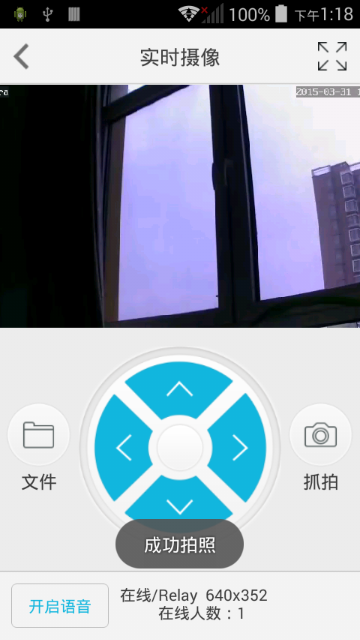 100% 下午1:18
实时摄像
ra 2015-03-31 1
文件 抓拍
成功拍照
开启语音
在线/Relay 640x352
在线人数:1